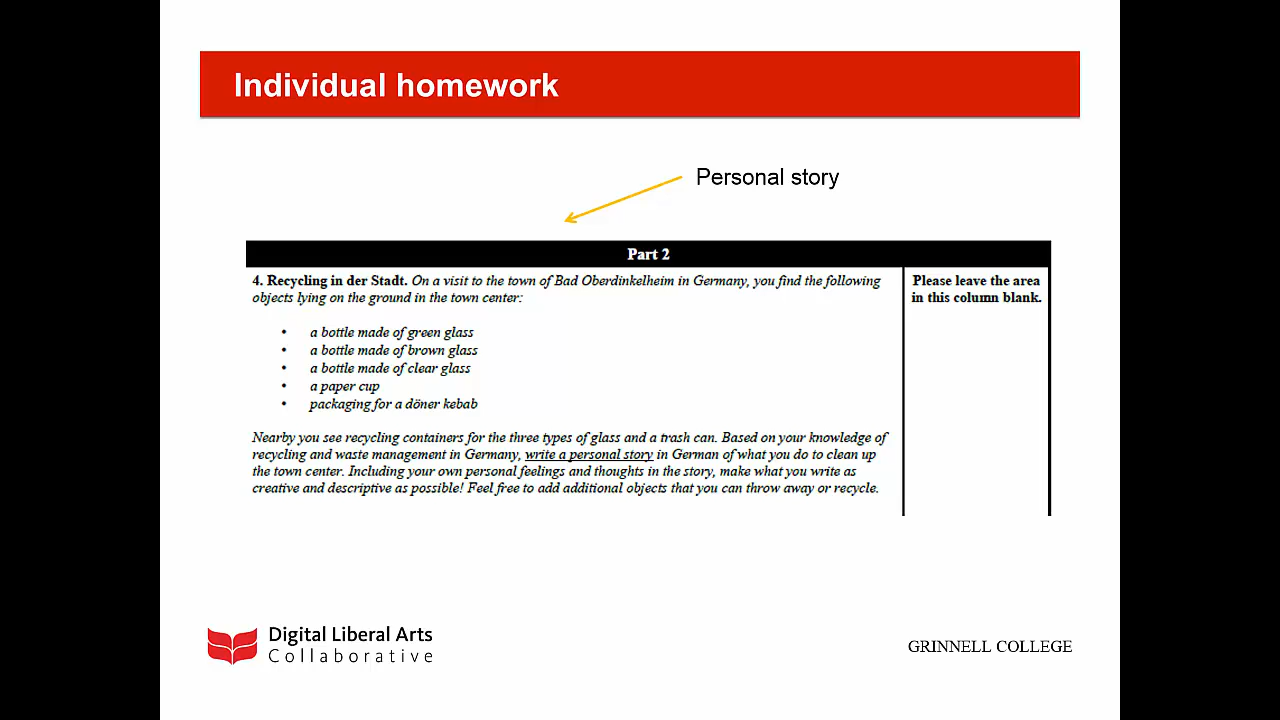 Individual homework
Personal story
Part 2
4. Recycling in der Stadt. On a visit to the town of Bad Oberdinkelheim in Germany, you find the following
objects lying on the ground in the town center:
• a bottle made of green glass
• a bottle made of brown glass
• a bottle made of clear glass
• a paper cup
• packaging for a döner kebab
Nearby you see recycling containers for the three types of glass and a trash can. Based on your knowledge of
recycling and waste management in Germany, write a personal story in German of what you do to clean up
the town center. Including your own personal feelings and thoughts in the story, make what you write as
creative and descriptive as possible! Feel free to add additional objects that you can throw away or recycle.
Please leave the area
in this column blank.
Digital Liberal Arts
Collaborative
GRINNELL COLLEGE